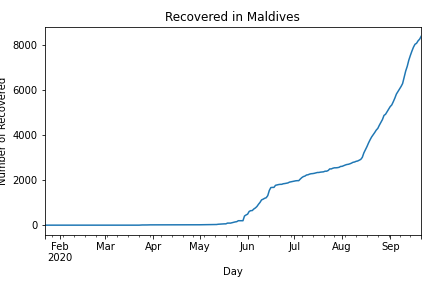 Recovered in Maldives
Number of Recovered
8000
6000
4000
2000
0
Feb
2020
Mar
Apr
May
Jun
Jul
Aug
Sep
Day